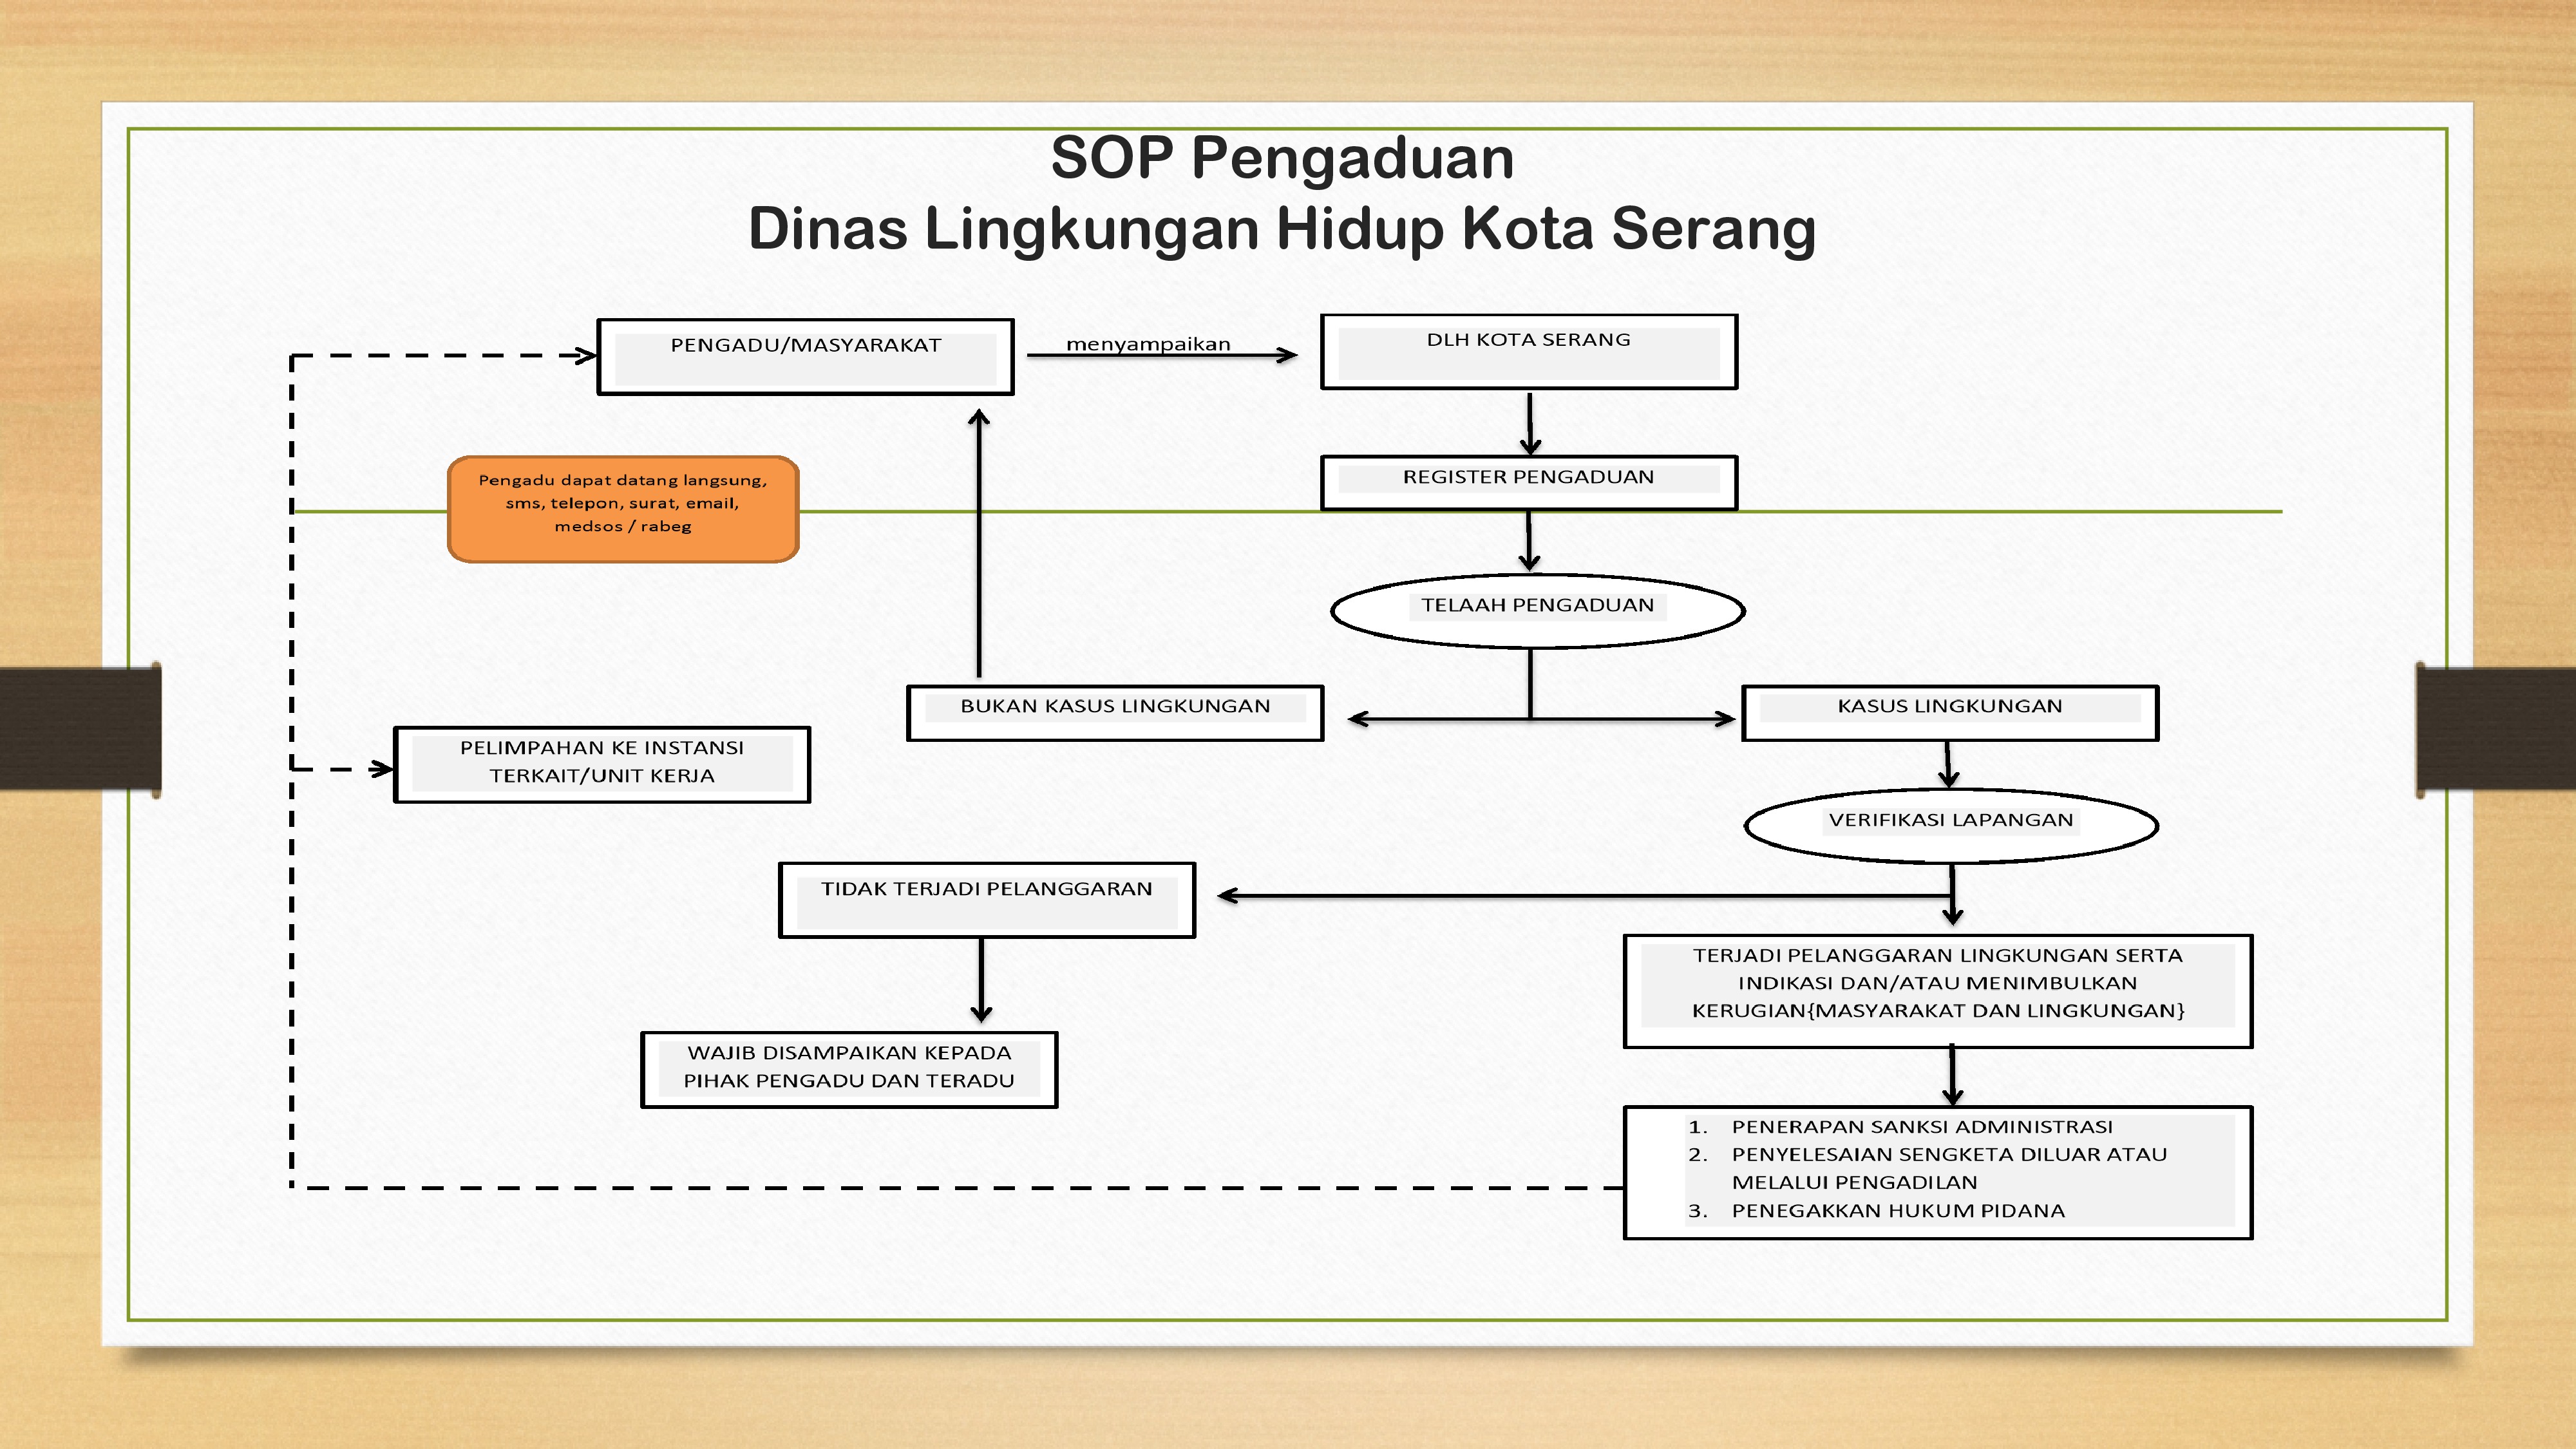 SOP Pengaduan
Dinas Lingkungan Hidup Kota Serang
PENGADU/MASYARAKAT
menyampaikan
DLH KOTA SERANG
Pengadu dapat datang langsung,
sms, telepon, surat, email,
medsos / rabeg
REGISTER PENGADUAN
TELAAH PENGADUAN
BUKAN KASUS LINGKUNGAN
KASUS LINGKUNGAN
PELIMPAHAN KE INSTANSI
TERKAIT/UNIT KERJA
VERIFIKASI LAPANGAN
TIDAK TERJADI PELANGGARAN
TERJADI PELANGGARAN LINGKUNGAN SERTA
INDIKASI DAN/ATAU MENIMBULKAN
KERUGIAN{MASYARAKAT DAN LINGKUNGAN}
WAJIB DISAMPAIKAN KEPADA
PIHAK PENGADU DAN TERADU
1. PENERAPAN SANKSI ADMINISTRASI
2. PENYELESAIAN SENGKETA DILUAR ATAU
MELALUI PENGADILAN
3. PENEGAKKAN HUKUM PIDANA